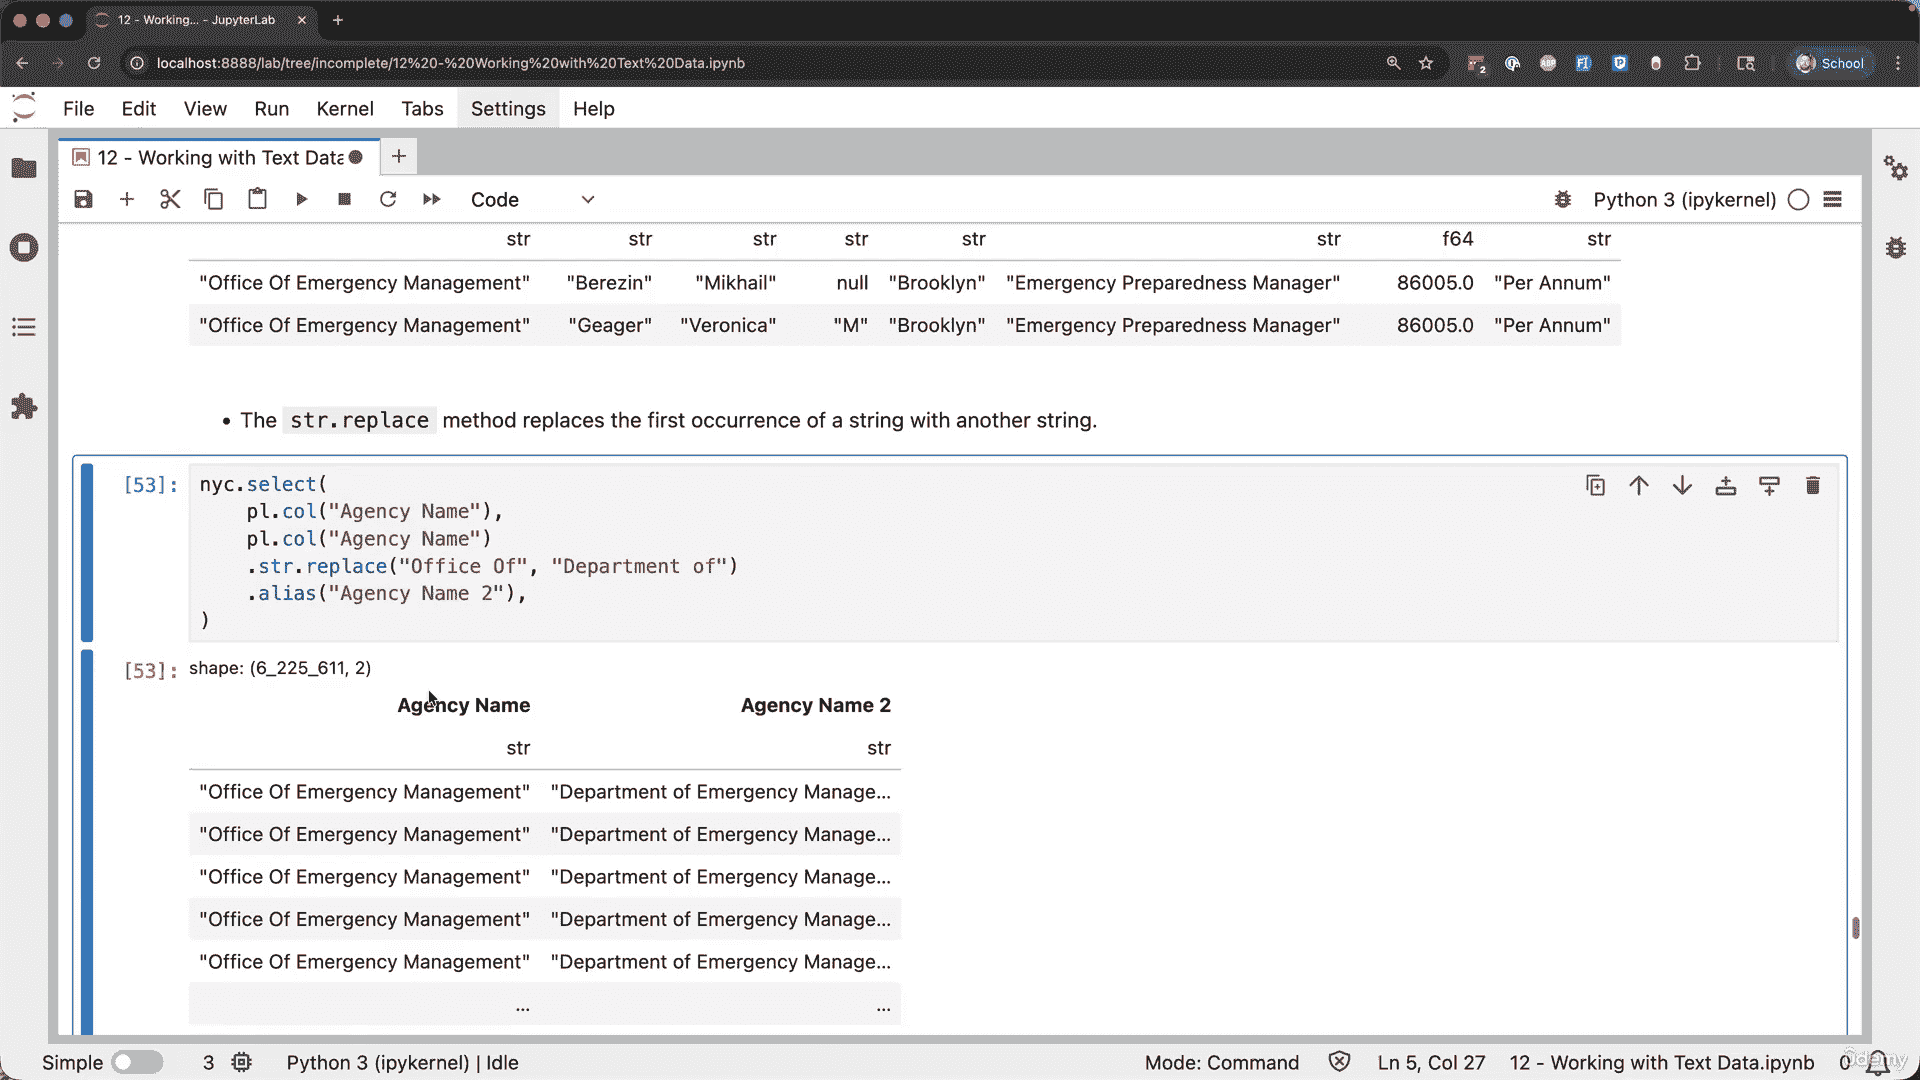 12 - Working... - JupyterLab
localhost:8888/lab/tree/incomplete/12%20-%20Working%20with%20Text%20Data.ipynb
2
ABP
School
File Edit View Run Kernel Tabs Settings Help
12 - Working with Text Data
Code
Python 3 (ipykernel)
str str str str str str f64 str
"Office Of Emergency Management" "Berezin" "Mikhail" null "Brooklyn" "Emergency Preparedness Manager" 86005.0 "Per Annum"
"Office Of Emergency Management" "Geager" "Veronica" "M" "Brooklyn" "Emergency Preparedness Manager" 86005.0 "Per Annum"
• The str.replace method replaces the first occurrence of a string with another string.
[53]: nyc.select(
pl.col("Agency Name"),
pl.col("Agency Name")
.str.replace("Office Of", "Department of")
.alias("Agency Name 2"),
)
[53]: shape: (6_225_611, 2)
Agency Name Agency Name 2
str str
"Office Of Emergency Management" "Department of Emergency Manage...
"Office Of Emergency Management" "Department of Emergency Manage...
"Office Of Emergency Management" "Department of Emergency Manage...
"Office Of Emergency Management" "Department of Emergency Manage...
"Office Of Emergency Management" "Department of Emergency Manage...
... ...
Simple 3 Python 3 (ipykernel) | Idle Mode: Command Ln 5, Col 27 12 - Working with Text Data.ipynb 0
udemy